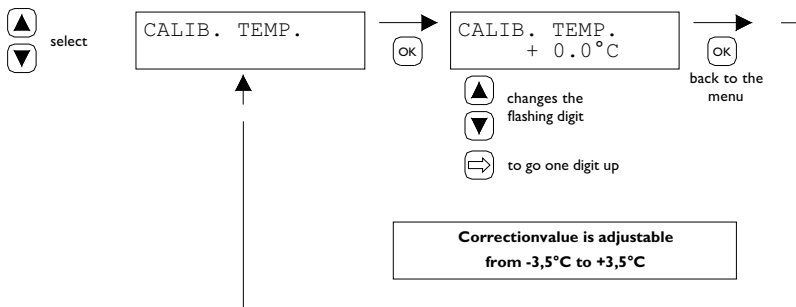 select
CALIB. TEMP.
OK
CALIB. TEMP.
+ 0.0°C
OK
back to the
menu
changes the
flashing digit
to go one digit up
Correctionvalue is adjustable
from -3,5°C to +3,5°C